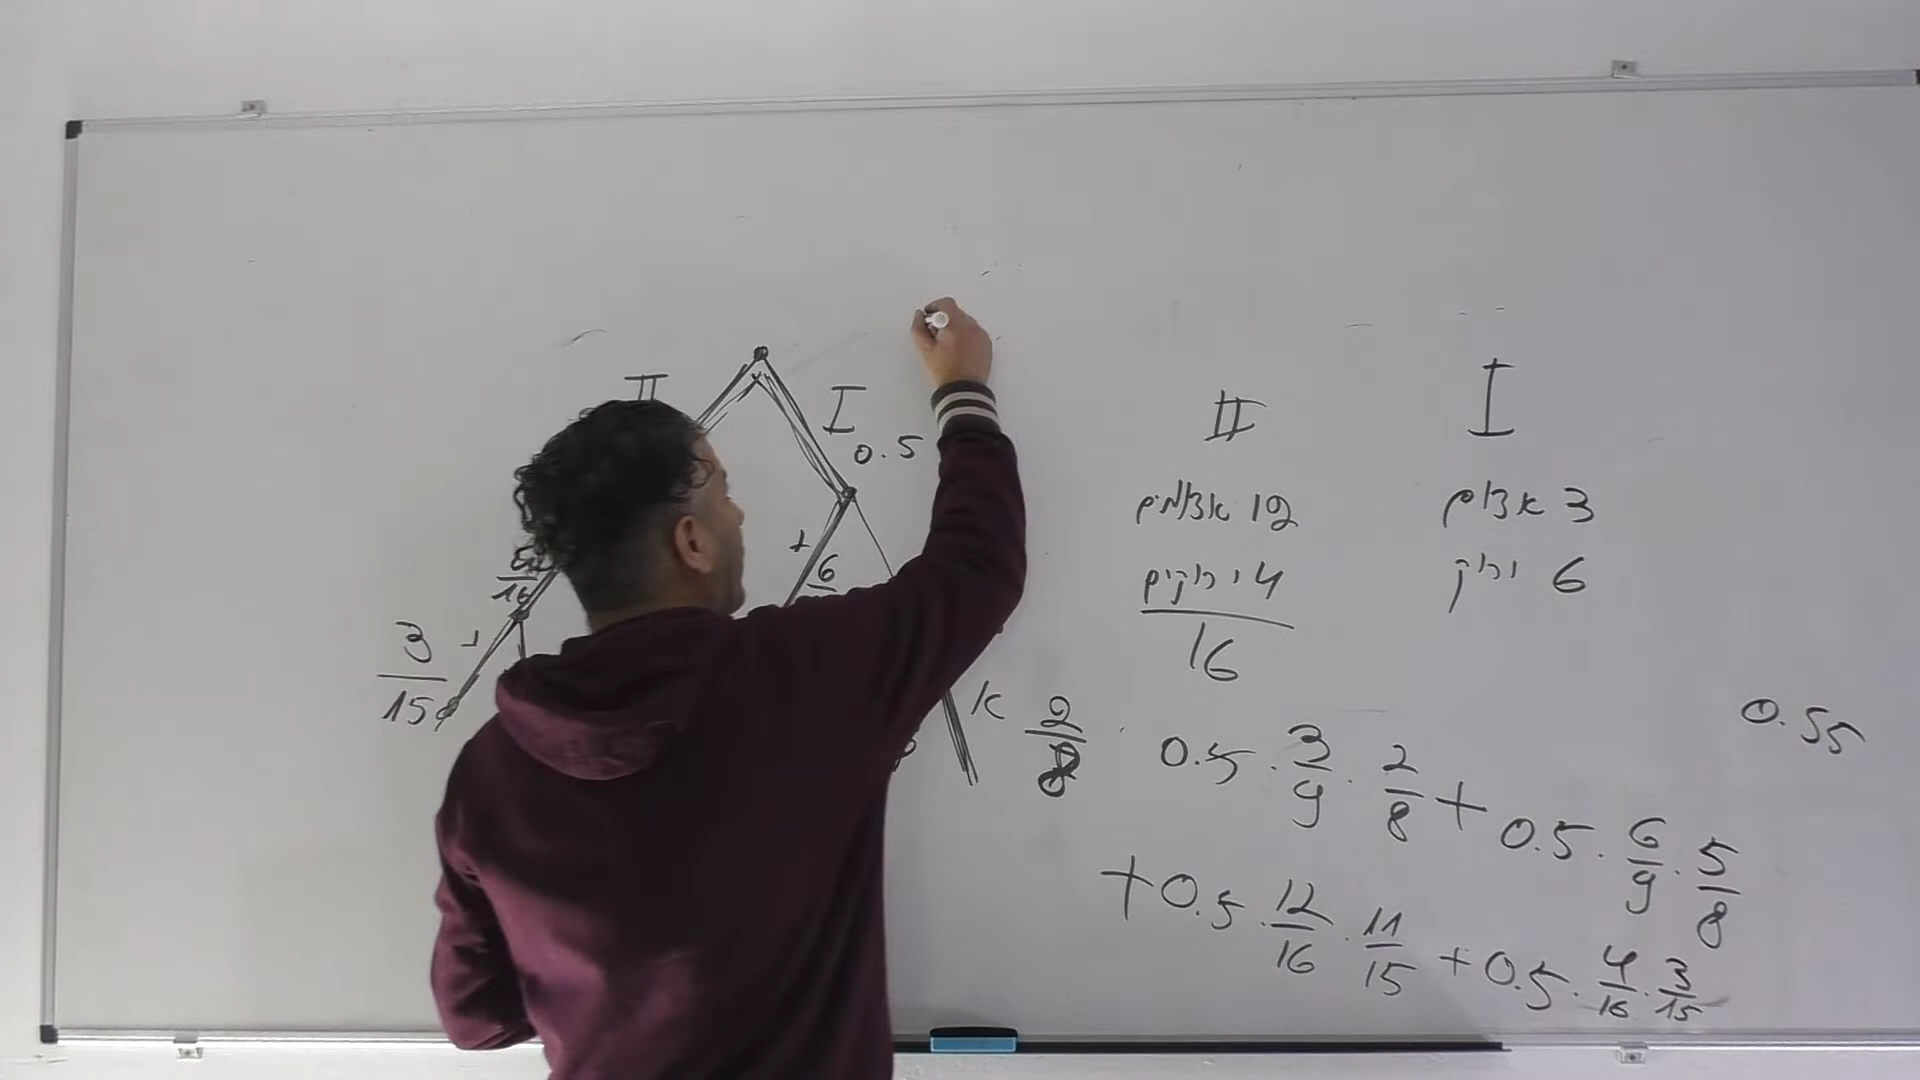 I II
3 אדום 12 אדומים
6 ירוק 4 ירוקים
16
II I
0.5
6
16
3
15
K 2
8
0.55
0.5 · 3/9 · 2/8 + 0.5 · 6/9 · 5/8
+ 0.5 · 12/16 · 11/15 + 0.5 · 4/16 · 3/15